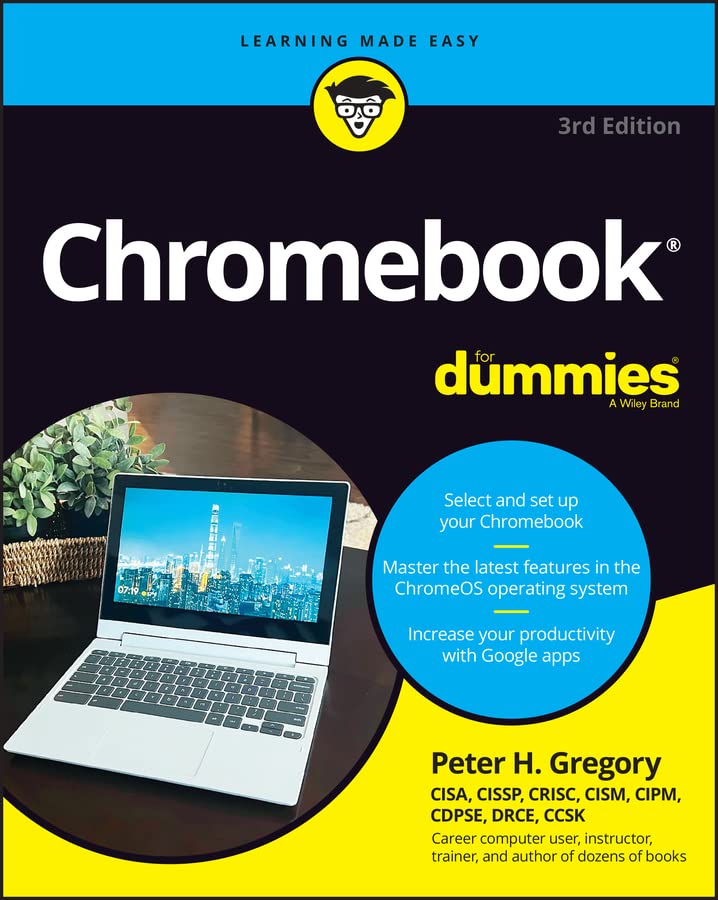 LEARNING MADE EASY
3rd Edition
Chromebook®
for
dummies®
A Wiley Brand
07:19
Select and set up
your Chromebook
Master the latest features in the
ChromeOS operating system
Increase your productivity
with Google apps
Peter H. Gregory
CISA, CISSP, CRISC, CISM, CIPM,
CDPSE, DRCE, CCSK
Career computer user, instructor,
trainer, and author of dozens of books